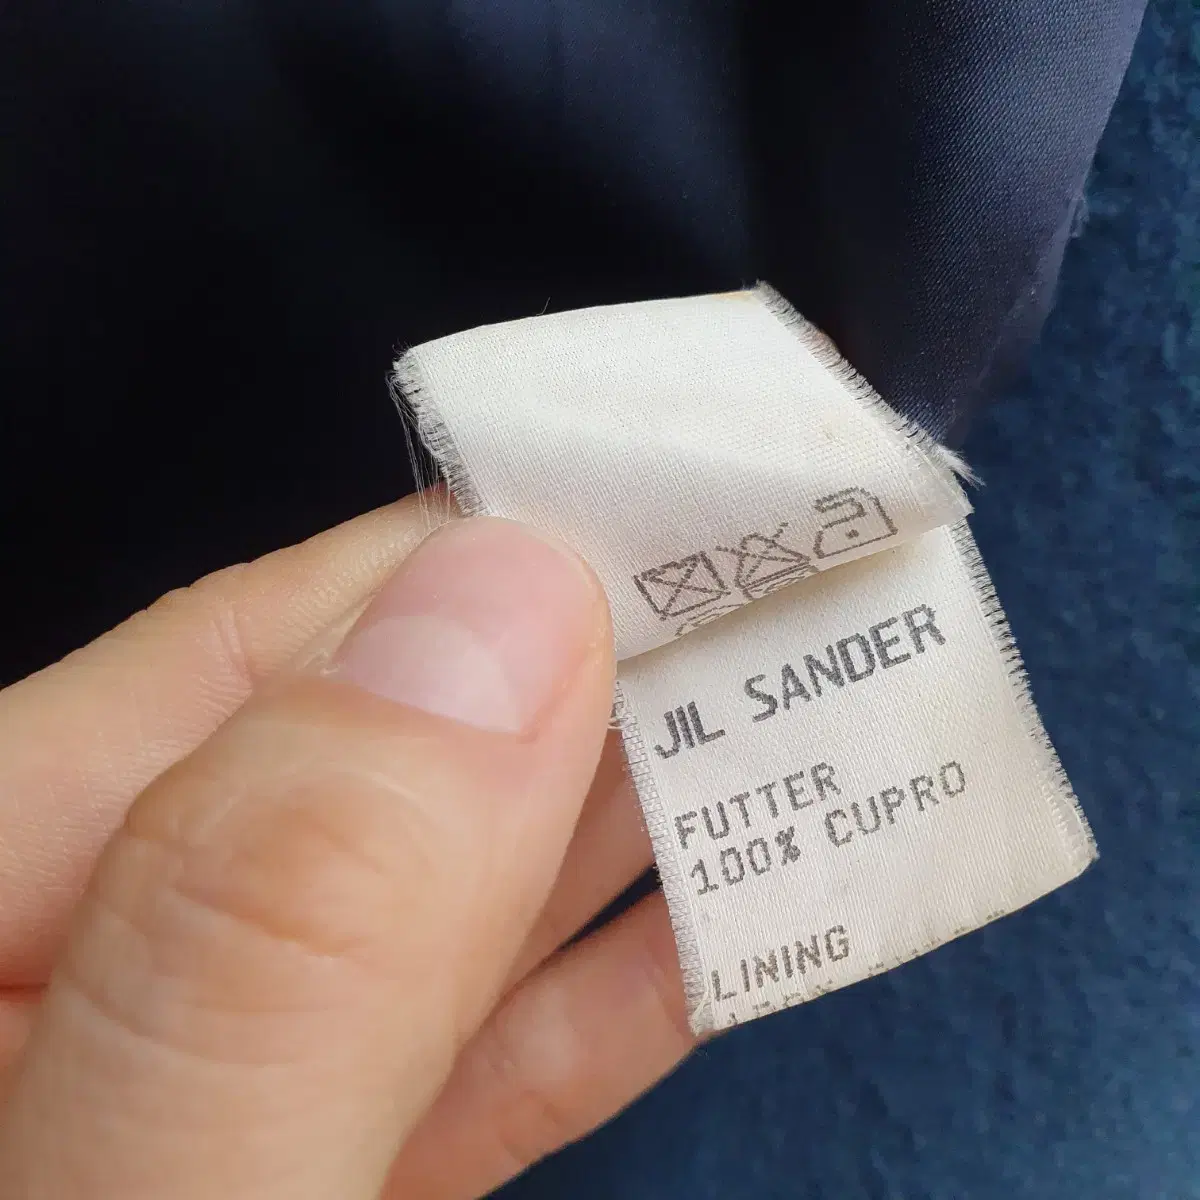 JIL SANDER
FUTTER
100% CUPRO
LINING